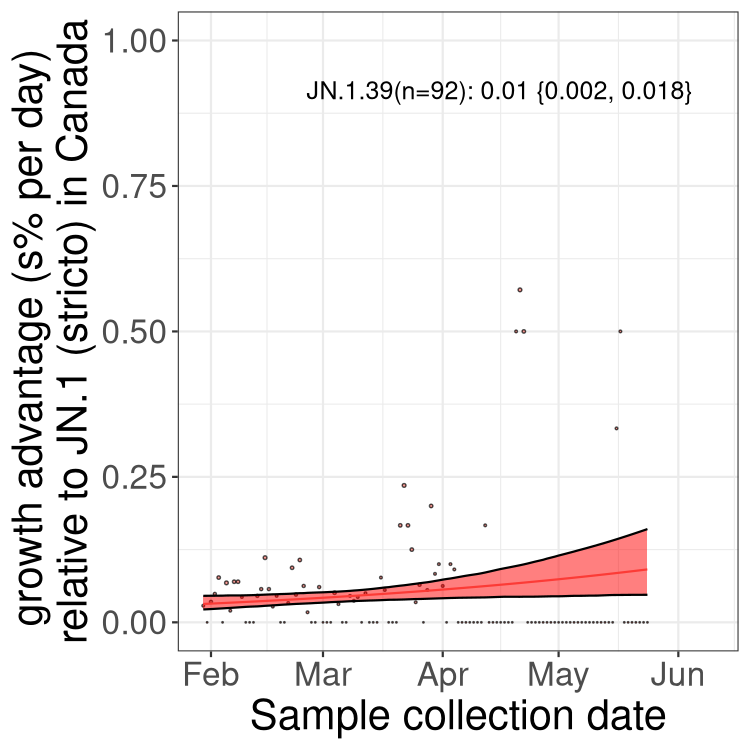 growth advantage (s% per day)
relative to JN.1 (stricto) in Canada
1.00
0.75
0.50
0.25
0.00
JN.1.39(n=92): 0.01 {0.002, 0.018}
Feb Mar Apr May Jun
Sample collection date